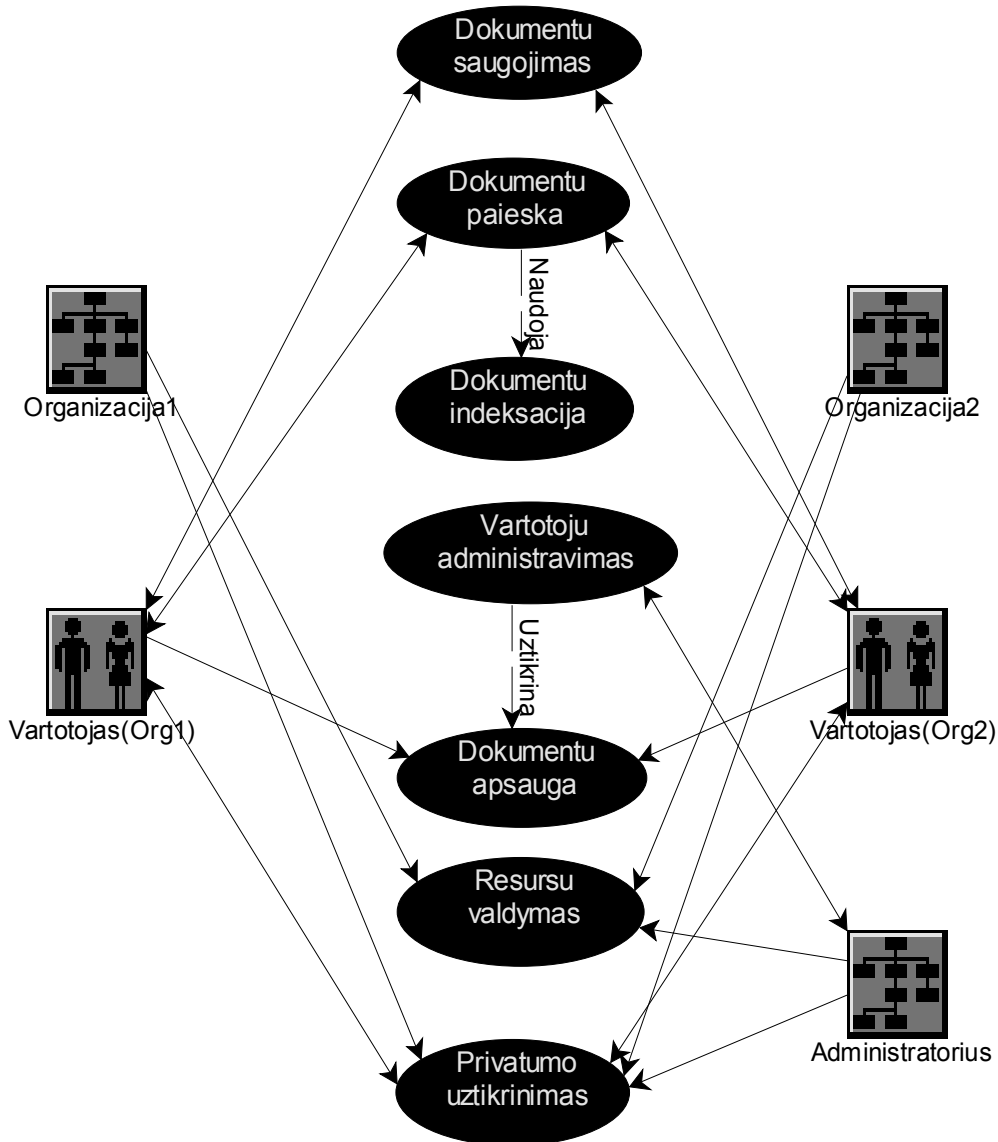 Dokumentu
saugojimas
Dokumentu
paieska
Naudoja
Organizacija1
Organizacija2
Dokumentu
indeksacija
Vartotoju
administravimas
Uztikrina
Vartotojas(Org1)
Vartotojas(Org2)
Dokumentu
apsauga
Resursu
valdymas
Administratorius
Privatumo
uztikrinimas